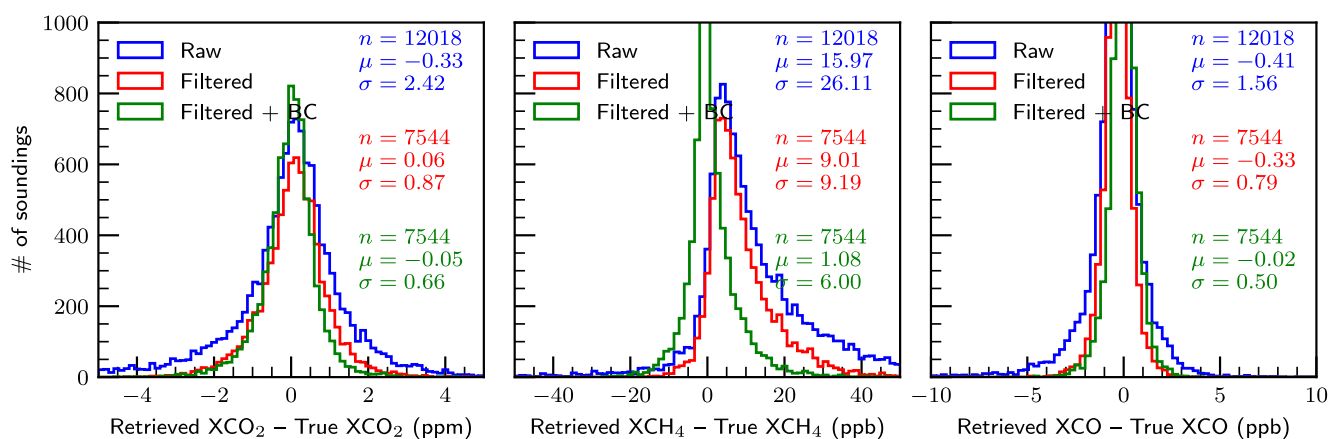 # of soundings
1000
800
600
400
200
0
Raw
Filtered
Filtered + BC
n = 12018
μ = −0.33
σ = 2.42
n = 7544
μ = 0.06
σ = 0.87
n = 7544
μ = −0.05
σ = 0.66
−4 −2 0 2 4
Retrieved XCO₂ − True XCO₂ (ppm)
Raw
Filtered
Filtered + BC
n = 12018
μ = 15.97
σ = 26.11
n = 7544
μ = 9.01
σ = 9.19
n = 7544
μ = 1.08
σ = 6.00
−40 −20 0 20 40
Retrieved XCH₄ − True XCH₄ (ppb)
Raw
Filtered
Filtered + BC
n = 12018
μ = −0.41
σ = 1.56
n = 7544
μ = −0.33
σ = 0.79
n = 7544
μ = −0.02
σ = 0.50
−10 −5 0 5 10
Retrieved XCO − True XCO (ppb)